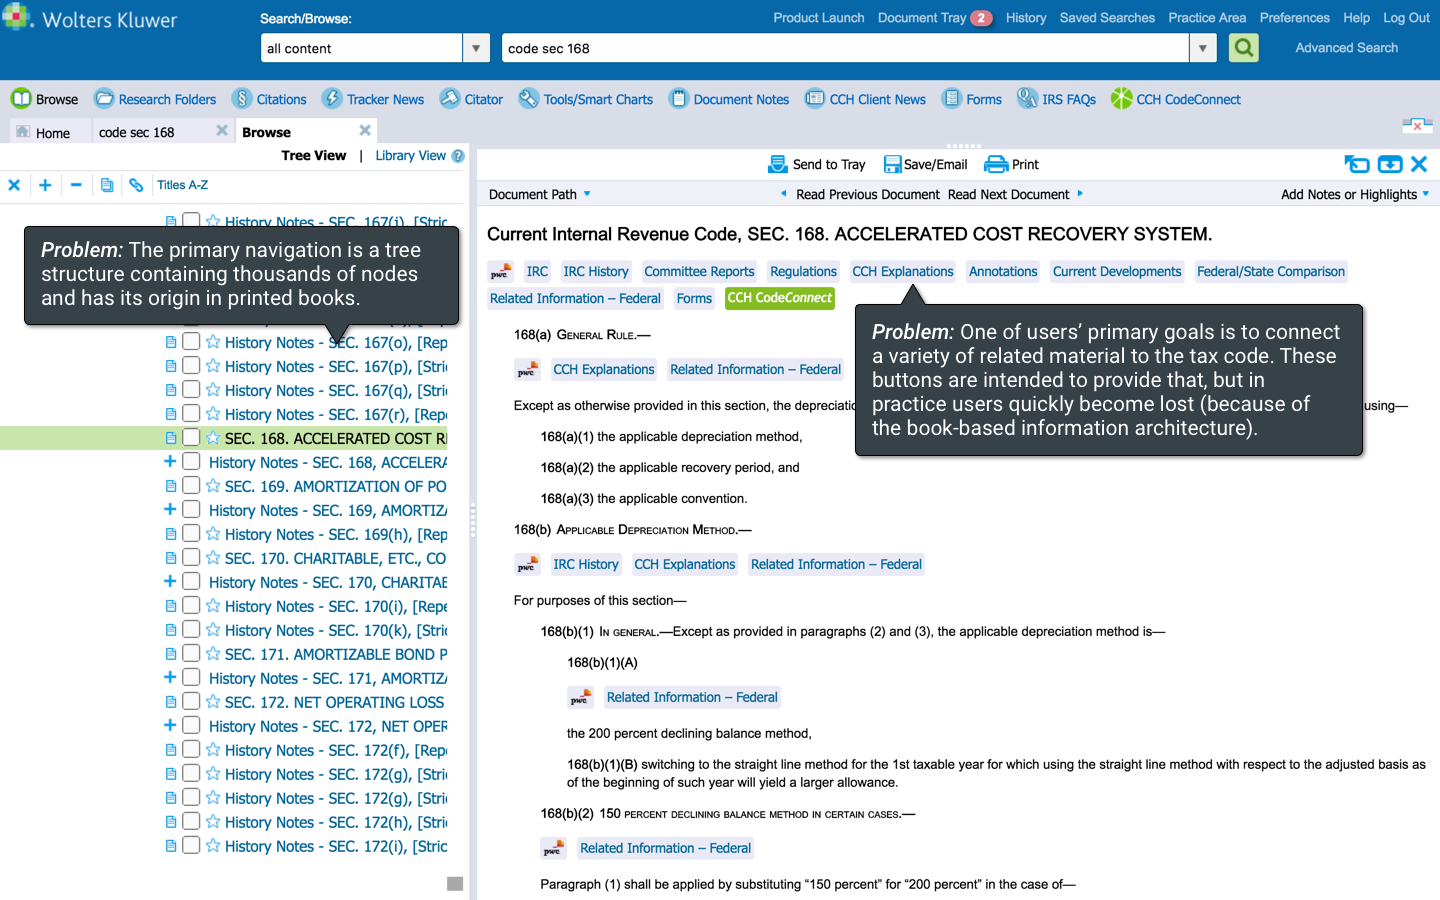 Wolters Kluwer
Search/Browse:
Product Launch Document Tray 2 History Saved Searches Practice Area Preferences Help Log Out
all content
code sec 168
Advanced Search
Browse Research Folders Citations Tracker News Citator Tools/Smart Charts Document Notes CCH Client News Forms IRS FAQs CCH CodeConnect
Home code sec 168 Browse
Tree View | Library View ?
Titles A-Z
Send to Tray Save/Email Print
Document Path Read Previous Document Read Next Document Add Notes or Highlights
History Notes - SEC. 167(i), [Stric
Problem: The primary navigation is a tree
structure containing thousands of nodes
and has its origin in printed books.
History Notes - SEC. 167(o), [Rep
History Notes - SEC. 167(p), [Stri
History Notes - SEC. 167(q), [Stri
History Notes - SEC. 167(r), [Repe
SEC. 168. ACCELERATED COST R
History Notes - SEC. 168, ACCELERA
SEC. 169. AMORTIZATION OF PO
History Notes - SEC. 169, AMORTIZ
History Notes - SEC. 169(h), [Rep
SEC. 170. CHARITABLE, ETC., CO
History Notes - SEC. 170, CHARITAB
History Notes - SEC. 170(i), [Repe
History Notes - SEC. 170(k), [Stri
SEC. 171. AMORTIZABLE BOND P
History Notes - SEC. 171, AMORTIZ
SEC. 172. NET OPERATING LOSS
History Notes - SEC. 172, NET OPER
History Notes - SEC. 172(f), [Repe
History Notes - SEC. 172(g), [Stri
History Notes - SEC. 172(g), [Stri
History Notes - SEC. 172(h), [Stri
History Notes - SEC. 172(i), [Stric
Current Internal Revenue Code, SEC. 168. ACCELERATED COST RECOVERY SYSTEM.
pwc IRC IRC History Committee Reports Regulations CCH Explanations Annotations Current Developments Federal/State Comparison
Related Information – Federal Forms CCH CodeConnect
Problem: One of users’ primary goals is to connect
a variety of related material to the tax code. These
buttons are intended to provide that, but in
practice users quickly become lost (because of
the book-based information architecture).
168(a) General Rule.—
pwc CCH Explanations Related Information – Federal
Except as otherwise provided in this section, the depreciatic using—
168(a)(1) the applicable depreciation method,
168(a)(2) the applicable recovery period, and
168(a)(3) the applicable convention.
168(b) Applicable Depreciation Method.—
pwc IRC History CCH Explanations Related Information – Federal
For purposes of this section—
168(b)(1) In general.—Except as provided in paragraphs (2) and (3), the applicable depreciation method is—
168(b)(1)(A)
pwc Related Information – Federal
the 200 percent declining balance method,
168(b)(1)(B) switching to the straight line method for the 1st taxable year for which using the straight line method with respect to the adjusted basis as
of the beginning of such year will yield a larger allowance.
168(b)(2) 150 percent declining balance method in certain cases.—
pwc Related Information – Federal
Paragraph (1) shall be applied by substituting “150 percent” for “200 percent” in the case of—